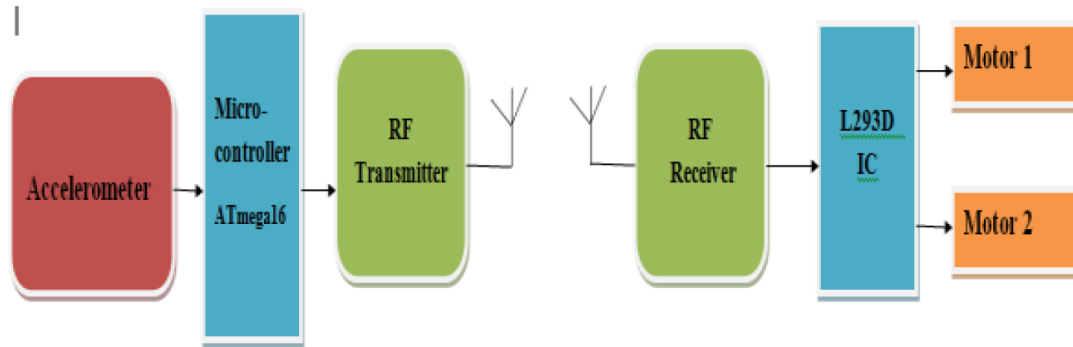 Accelerometer
Micro-
controller
ATmega16
RF
Transmitter
RF
Receiver
L293D
IC
Motor 1
Motor 2